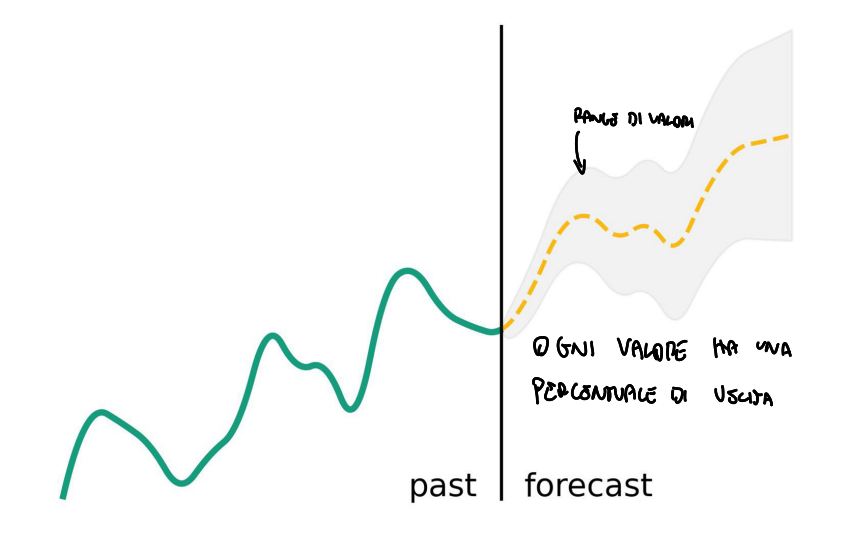 RANGE DI VALORI
OGNI VALORE HA UNA
PERCENTUALE DI USCITA
past
forecast